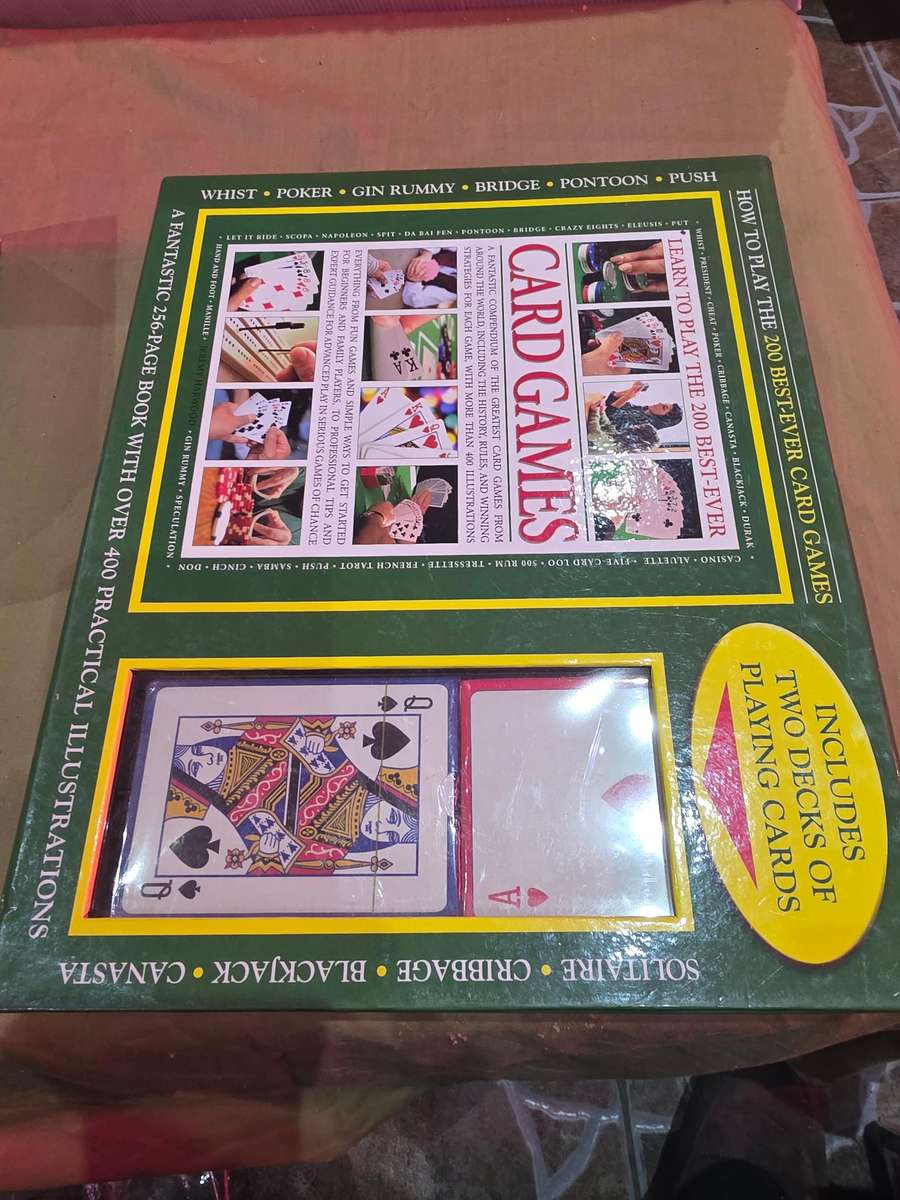 HOW TO PLAY THE 200 BEST-EVER CARD GAMES
WHIST • POKER • GIN RUMMY • BRIDGE • PONTOON • PUSH
• WHIST • PRESIDENT • CHEAT • POKER • CRIBBAGE • CANASTA • BLACKJACK • DURAK •
• LET IT RIDE • SCOPA • NAPOLEON • SPIT • DA BAI FEN • PONTOON • BRIDGE • CRAZY EIGHTS • ELEUSIS • PUT •
LEARN TO PLAY THE 200 BEST-EVER
CARD GAMES
A FANTASTIC COMPENDIUM OF THE GREATEST CARD GAMES FROM
AROUND THE WORLD, INCLUDING THE HISTORY, RULES, AND WINNING
STRATEGIES FOR EACH GAME, WITH MORE THAN 400 ILLUSTRATIONS
K
EVERYTHING FROM FUN GAMES AND SIMPLE WAYS TO GET STARTED
FOR BEGINNERS AND FAMILY PLAYERS, TO PROFESSIONAL TIPS AND
EXPERT GUIDANCE FOR ADVANCED PLAY IN SERIOUS GAMES OF CHANCE
CASINO • ALUETTE • FIVE-CARD LOO • 500 RUM • TRESSETTE • FRENCH TAROT • PUSH • SAMBA • CINCH • DON •
HAND AND FOOT • MANILLE • JEREMY HARWOOD • GIN RUMMY • SPECULATION •
INCLUDES
TWO DECKS OF
PLAYING CARDS
A
Q
Q
SOLITAIRE • CRIBBAGE • BLACKJACK • CANASTA
A FANTASTIC 256-PAGE BOOK WITH OVER 400 PRACTICAL ILLUSTRATIONS